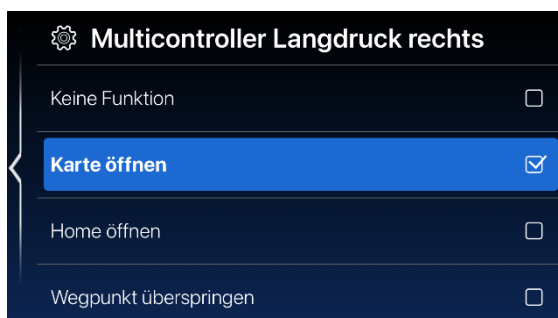 Multicontroller Langdruck rechts
Keine Funktion
Karte öffnen
Home öffnen
Wegpunkt überspringen